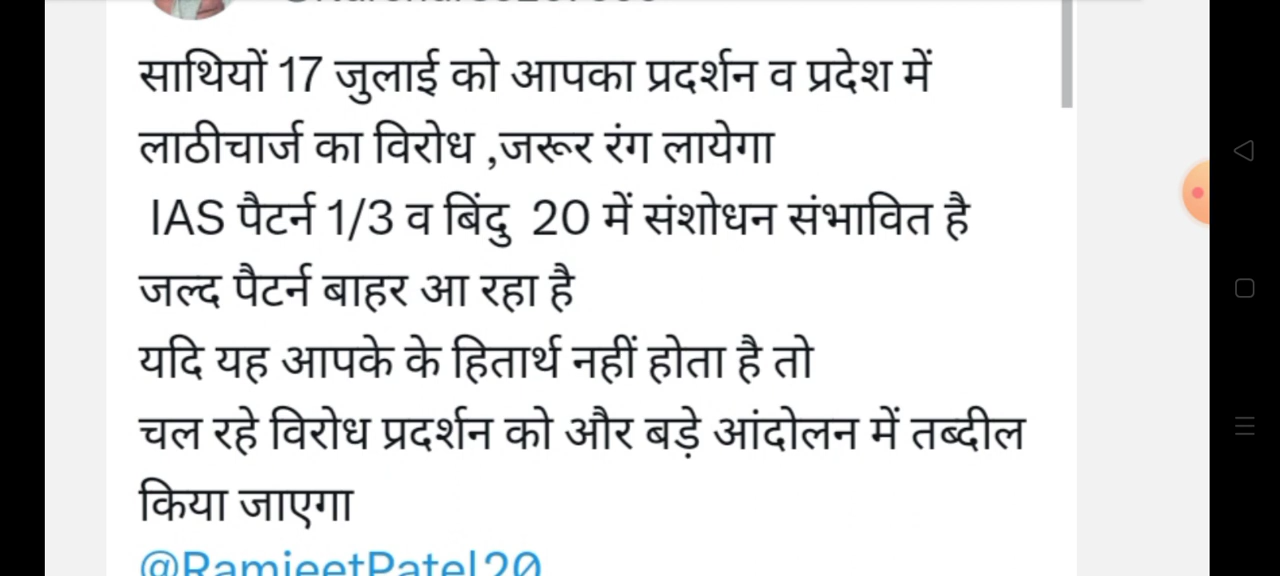 साथियों 17 जुलाई को आपका प्रदर्शन व प्रदेश में
लाठीचार्ज का विरोध ,जरूर रंग लायेगा
IAS पैटर्न 1/3 व बिंदु 20 में संशोधन संभावित है
जल्द पैटर्न बाहर आ रहा है
यदि यह आपके के हितार्थ नहीं होता है तो
चल रहे विरोध प्रदर्शन को और बड़े आंदोलन में तब्दील
किया जाएगा
@RamjeetPatel20